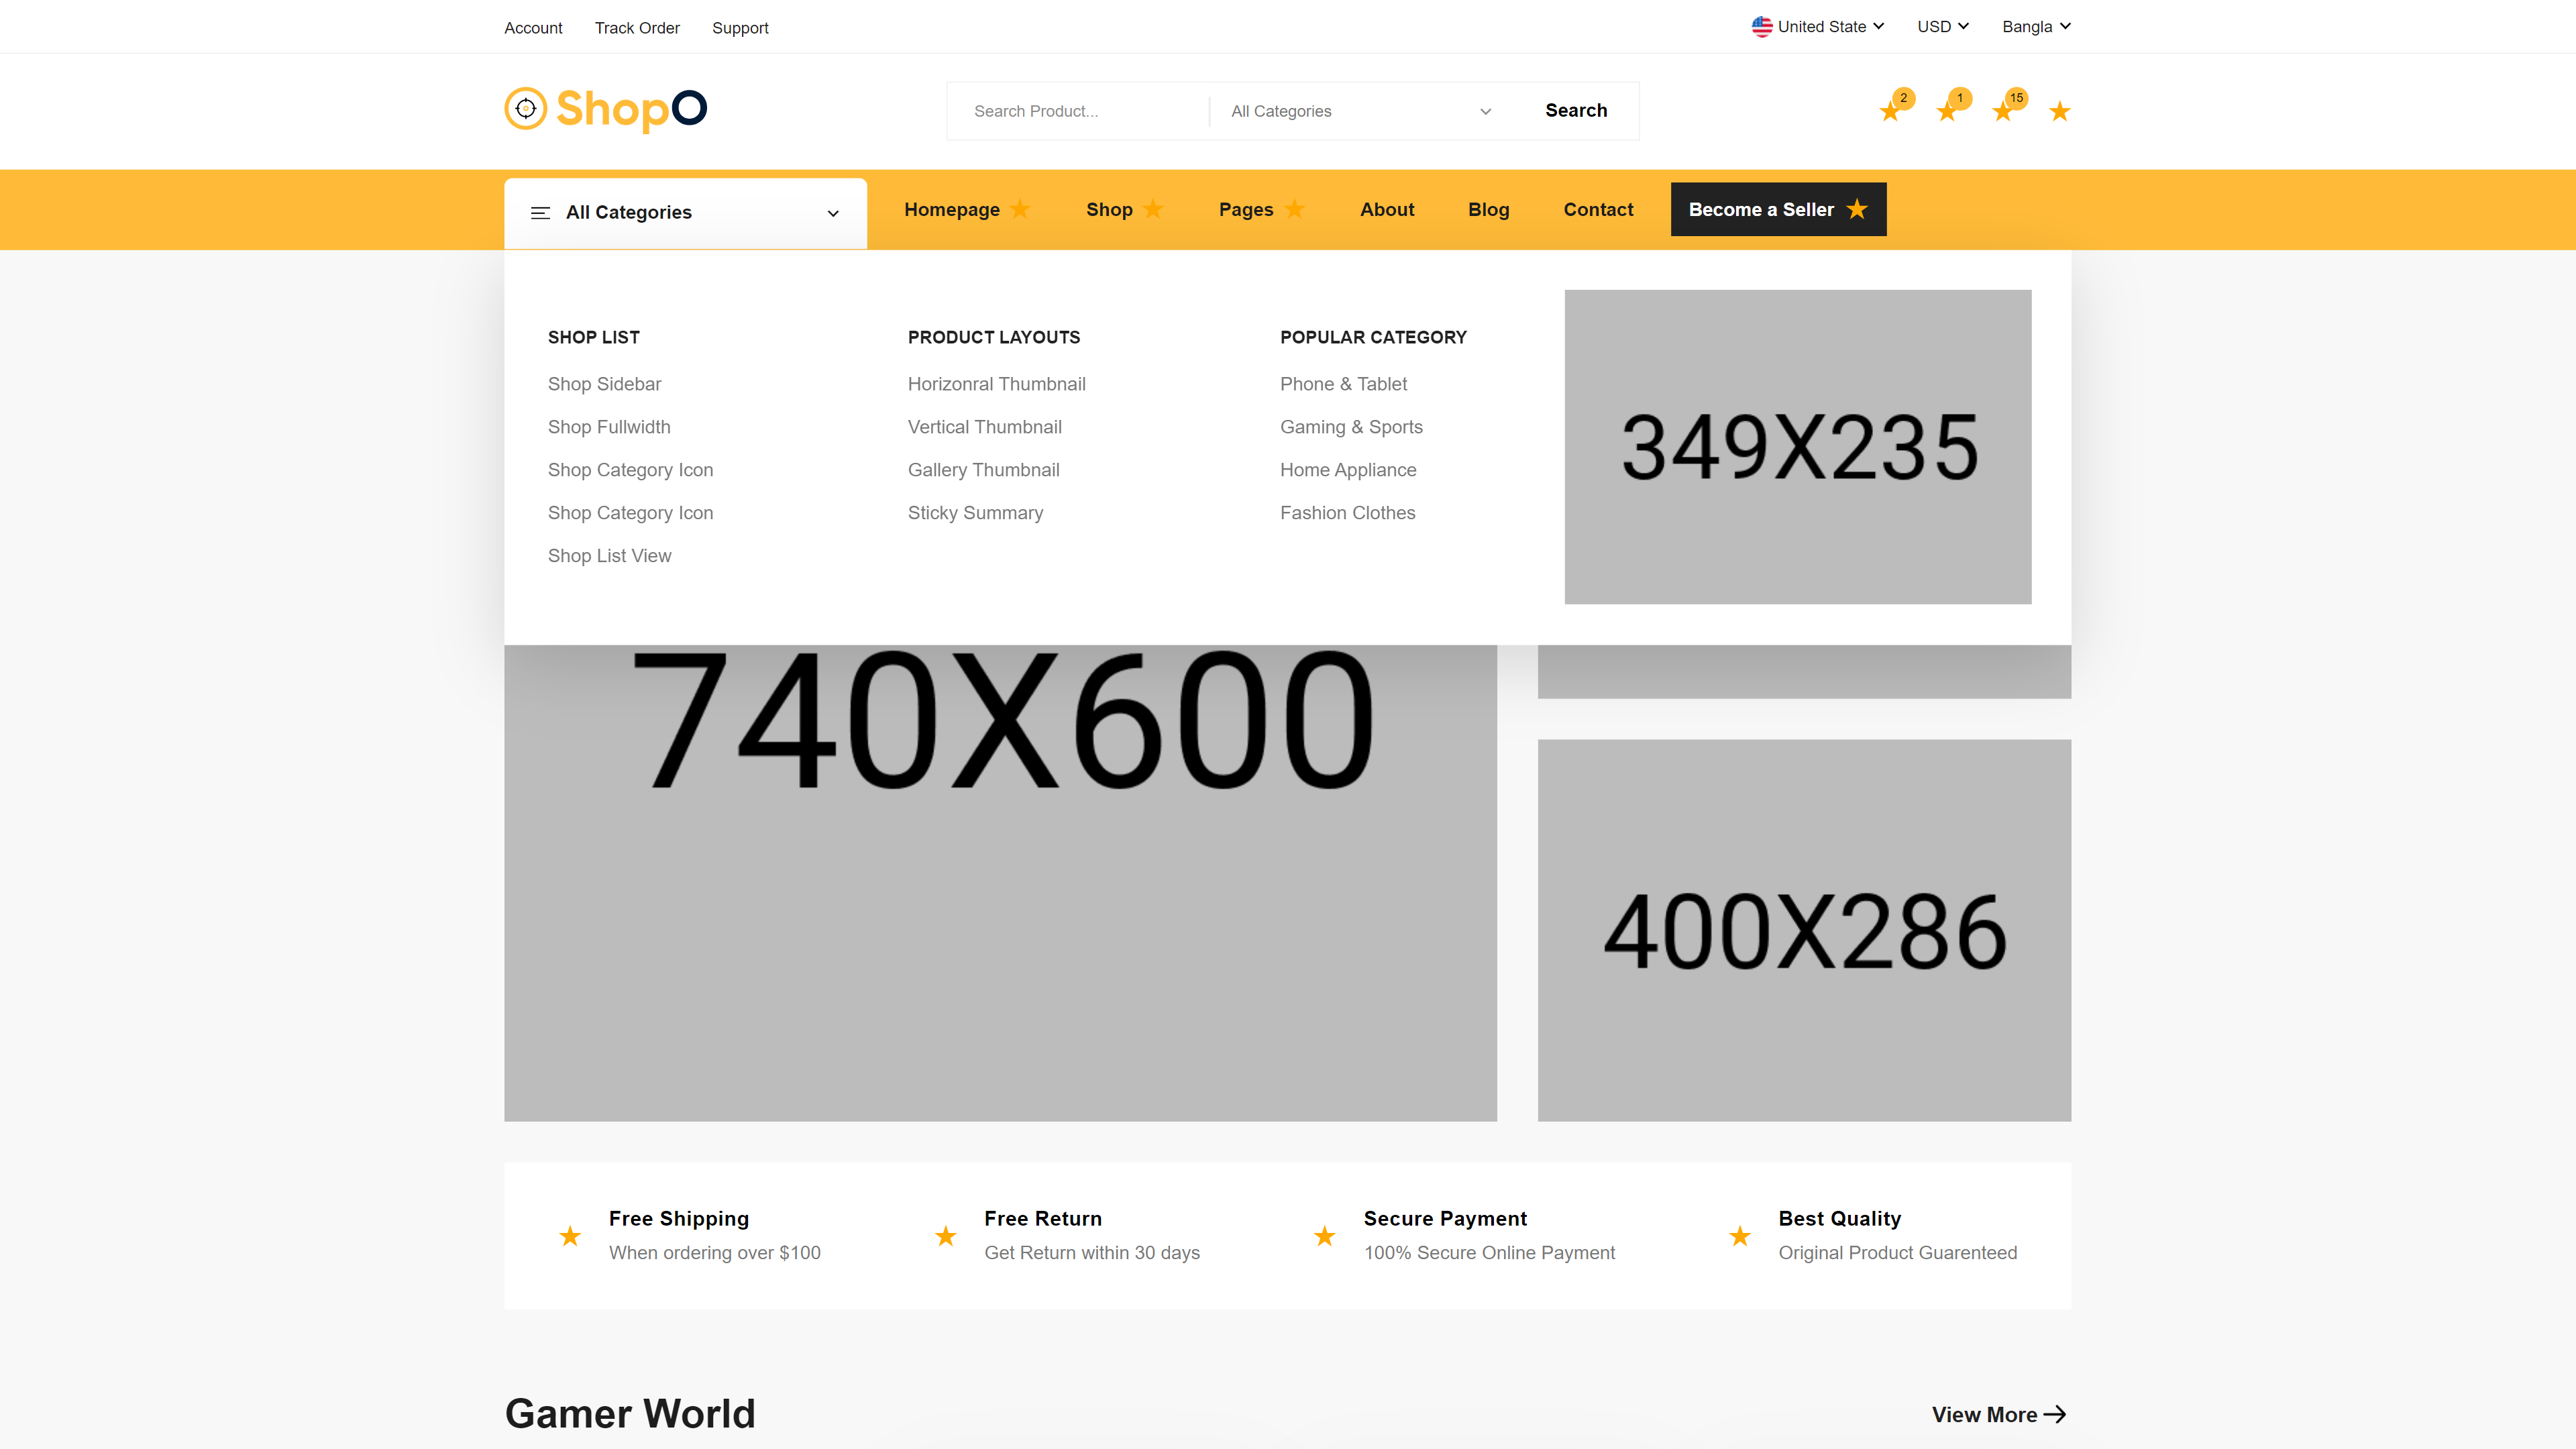 Account Track Order Support United State USD Bangla
ShopO Search Product... All Categories Search 2 1 15
All Categories Homepage Shop Pages About Blog Contact Become a Seller
SHOP LIST
Shop Sidebar
Shop Fullwidth
Shop Category Icon
Shop Category Icon
Shop List View
PRODUCT LAYOUTS
Horizonral Thumbnail
Vertical Thumbnail
Gallery Thumbnail
Sticky Summary
POPULAR CATEGORY
Phone & Tablet
Gaming & Sports
Home Appliance
Fashion Clothes
349X235
740X600
400X286
Free Shipping
When ordering over $100
Free Return
Get Return within 30 days
Secure Payment
100% Secure Online Payment
Best Quality
Original Product Guarenteed
Gamer World View More